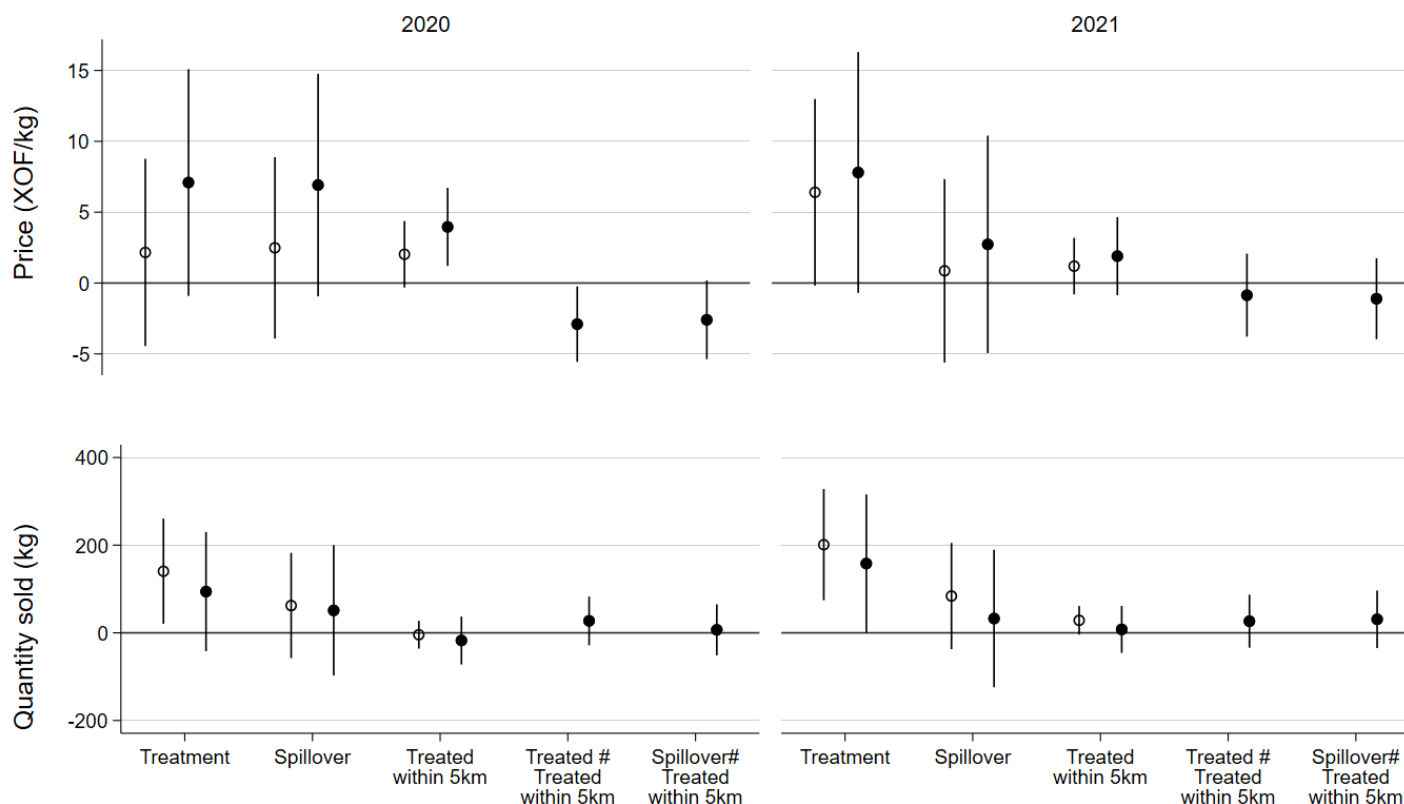 2020
2021
Price (XOF/kg)
15
10
5
0
-5
Quantity sold (kg)
400
200
0
-200
Treatment
Spillover
Treated
within 5km
Treated #
Treated
within 5km
Spillover#
Treated
within 5km
Treatment
Spillover
Treated
within 5km
Treated #
Treated
within 5km
Spillover#
Treated
within 5km